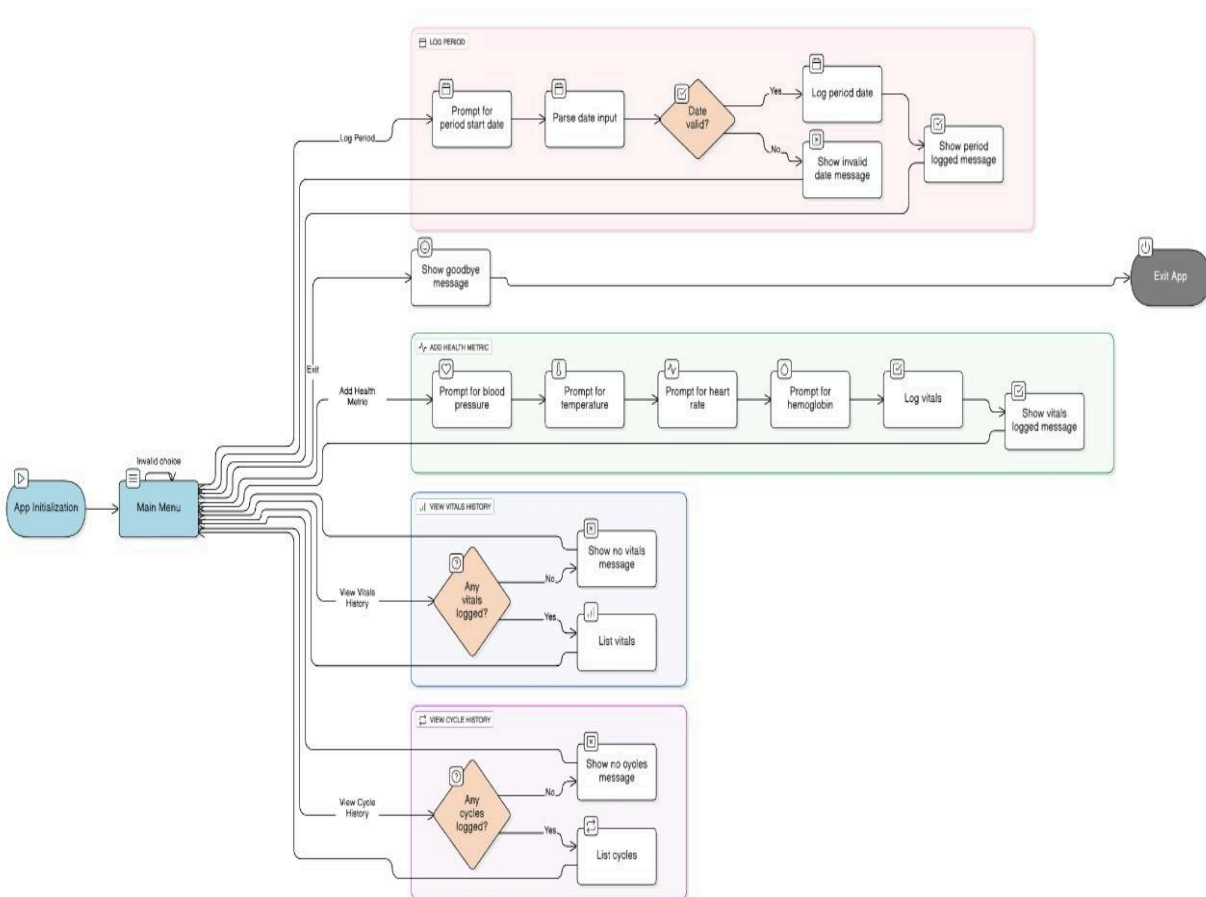 LOG PERIOD
Prompt for
period start date
Parse date input
Date
valid?
Yes
No
Log period date
Show invalid
date message
Show period
logged message
Log Period
Show goodbye
message
Exit App
Exit
ADD HEALTH METRIC
Add Health
Metric
Prompt for blood
pressure
Prompt for
temperature
Prompt for heart
rate
Prompt for
hemoglobin
Log vitals
Show vitals
logged message
App Initialization
Invalid choice
Main Menu
VIEW VITALS HISTORY
View Vitals
History
Any
vitals
logged?
No
Yes
Show no vitals
message
List vitals
VIEW CYCLE HISTORY
View Cycle
History
Any
cycles
logged?
No
Yes
Show no cycles
message
List cycles